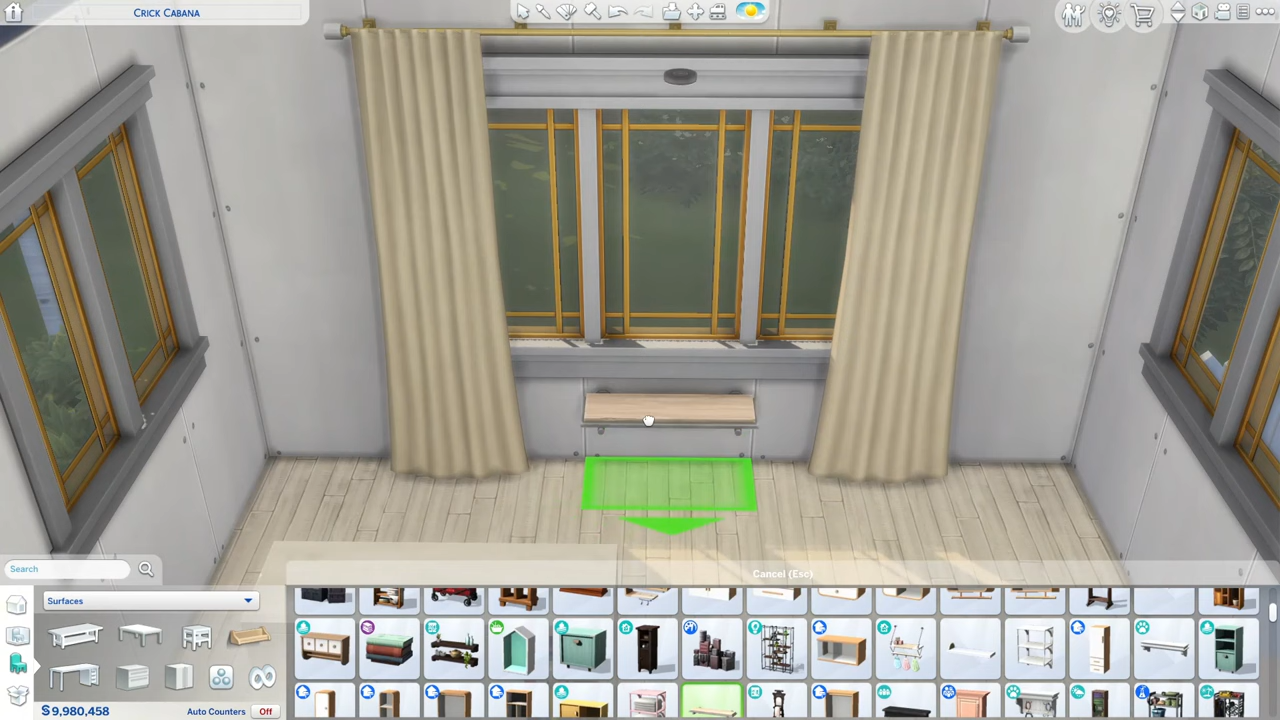 Crick Cabana
Cancel (Esc)
Search
Surfaces
$9,980,458
Auto Counters Off